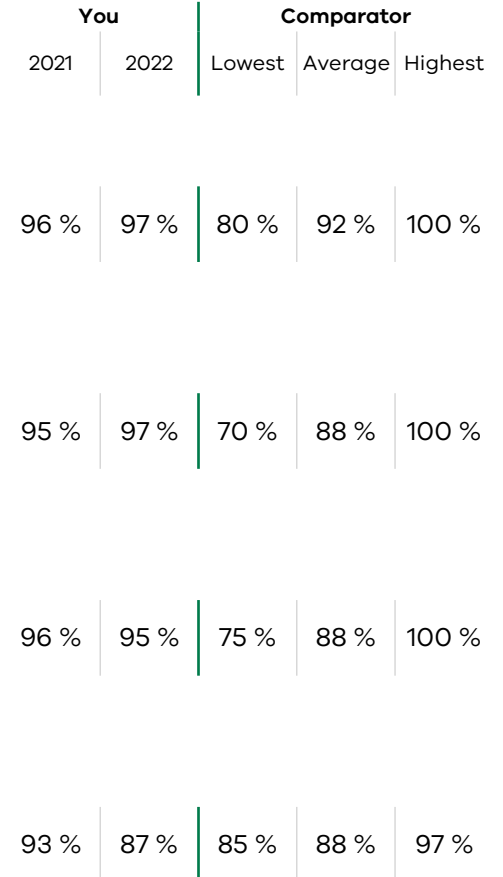 You Comparator
2021 2022 Lowest Average Highest
96 % 97 % 80 % 92 % 100 %
95 % 97 % 70 % 88 % 100 %
96 % 95 % 75 % 88 % 100 %
93 % 87 % 85 % 88 % 97 %